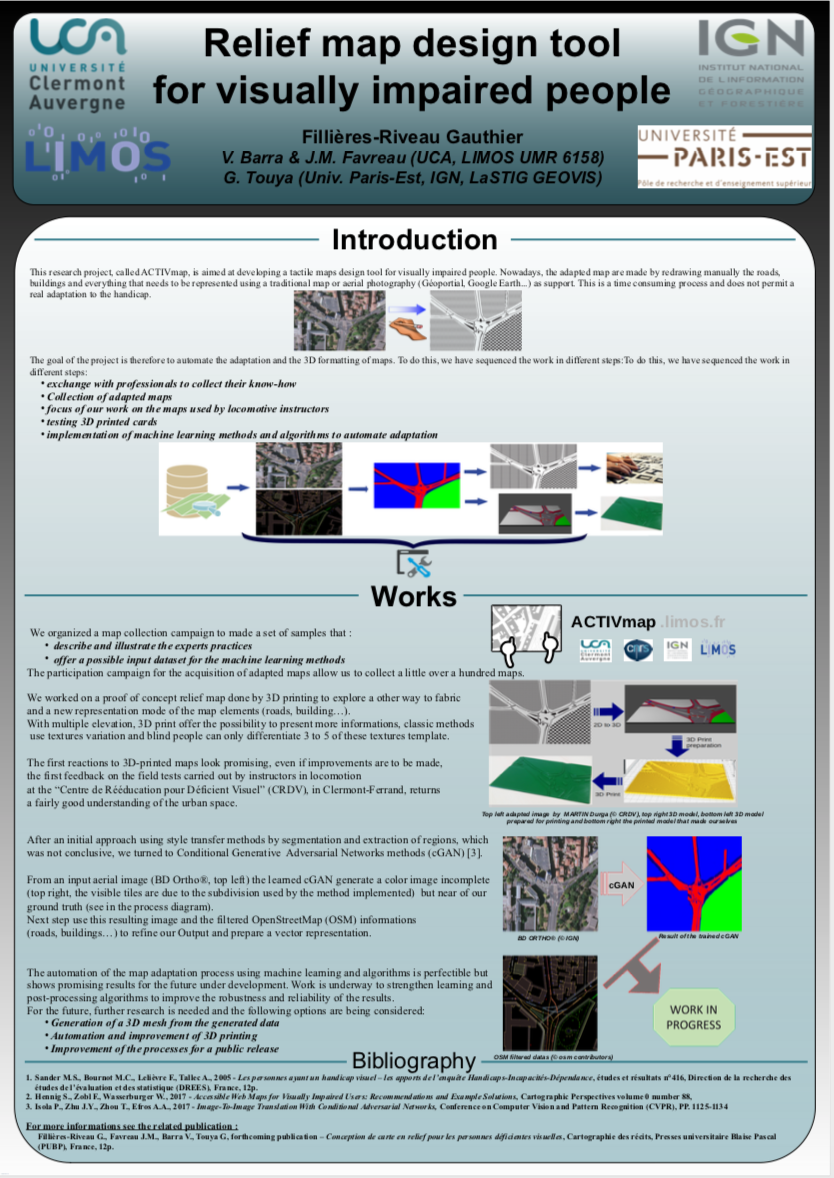 UCA
UNIVERSITÉ
Clermont
Auvergne
LIMOS
Relief map design tool
for visually impaired people
Fillières-Riveau Gauthier
V. Barra & J.M. Favreau (UCA, LIMOS UMR 6158)
G. Touya (Univ. Paris-Est, IGN, LaSTIG GEOVIS)
IGN
INSTITUT NATIONAL
DE L'INFORMATION
GÉOGRAPHIQUE
ET FORESTIÈRE
UNIVERSITÉ
PARIS-EST
Pôle de recherche et d'enseignement supérieur
Introduction
This research project, called ACTIVmap, is aimed at developing a tactile maps design tool for visually impaired people. Nowadays, the adapted map are made by redrawing manually the roads,
buildings and everything that needs to be represented using a traditional map or aerial photography (Géoportial, Google Earth...) as support. This is a time consuming process and does not permit a
real adaptation to the handicap.
The goal of the project is therefore to automate the adaptation and the 3D formatting of maps. To do this, we have sequenced the work in different steps:To do this, we have sequenced the work in
different steps:
• exchange with professionals to collect their know-how
• Collection of adapted maps
• focus of our work on the maps used by locomotive instructors
• testing 3D printed cards
• implementation of machine learning methods and algorithms to automate adaptation
Works
We organized a map collection campaign to made a set of samples that :
• describe and illustrate the experts practices
• offer a possible input dataset for the machine learning methods
The participation campaign for the acquisition of adapted maps allow us to collect a little over a hundred maps.
ACTIVmap .limos.fr
UCA
UNIVERSITÉ
Clermont
Auvergne
cnrs
IGN
LIMOS
We worked on a proof of concept relief map done by 3D printing to explore a other way to fabric
and a new representation mode of the map elements (roads, building…).
With multiple elevation, 3D print offer the possibility to present more informations, classic methods
use textures variation and blind people can only differentiate 3 to 5 of these textures template.
The first reactions to 3D-printed maps look promising, even if improvements are to be made,
the first feedback on the field tests carried out by instructors in locomotion
at the “Centre de Rééducation pour Déficient Visuel” (CRDV), in Clermont-Ferrand, returns
a fairly good understanding of the urban space.
2D to 3D
3D Print
preparation
3D Print
Top left adapted image by MARTIN Durga (© CRDV), top right 3D model, bottom left 3D model
prepared for printing and bottom right the printed model that made ourselves
After an initial approach using style transfer methods by segmentation and extraction of regions, which
was not conclusive, we turned to Conditional Generative Adversarial Networks methods (cGAN) [3].
From an input aerial image (BD Ortho®, top left) the learned cGAN generate a color image incomplete
(top right, the visible tiles are due to the subdivision used by the method implemented) but near of our
ground truth (see in the process diagram).
Next step use this resulting image and the filtered OpenStreetMap (OSM) informations
(roads, buildings…) to refine our Output and prepare a vector representation.
cGAN
BD ORTHO® (©IGN)
Result of the trained cGAN
The automation of the map adaptation process using machine learning and algorithms is perfectible but
shows promising results for the future under development. Work is underway to strengthen learning and
post-processing algorithms to improve the robustness and reliability of the results.
For the future, further research is needed and the following options are being considered:
• Generation of a 3D mesh from the generated data
• Automation and improvement of 3D printing
• Improvement of the processes for a public release
WORK IN
PROGRESS
OSM filtered datas (© osm contributors)
Bibliography
1. Sander M.S., Bournot M.C., Lelièvre F., Tallec A., 2005 - Les personnes ayant un handicap visuel – les apports de l'enquête Handicaps-Incapacités-Dépendance, études et résultats n°416, Direction de la recherche des
études de l'évaluation et des statistique (DREES), France, 12p.
2. Hennig S., Zobl F., Wasserburger W., 2017 - Accessible Web Maps for Visually Impaired Users: Recommendations and Example Solutions, Cartographic Perspectives volume 0 number 88,
3. Isola P., Zhu J.Y., Zhou T., Efros A.A., 2017 - Image-To-Image Translation With Conditional Adversarial Networks, Conference on Computer Vision and Pattern Recognition (CVPR), PP. 1125-1134
For more informations see the related publication :
Fillières-Riveau G., Favreau J.M., Barra V., Touya G, forthcoming publication – Conception de carte en relief pour les personnes déficientes visuelles, Cartographie des récits, Presses universitaire Blaise Pascal
(PUBP), France, 12p.